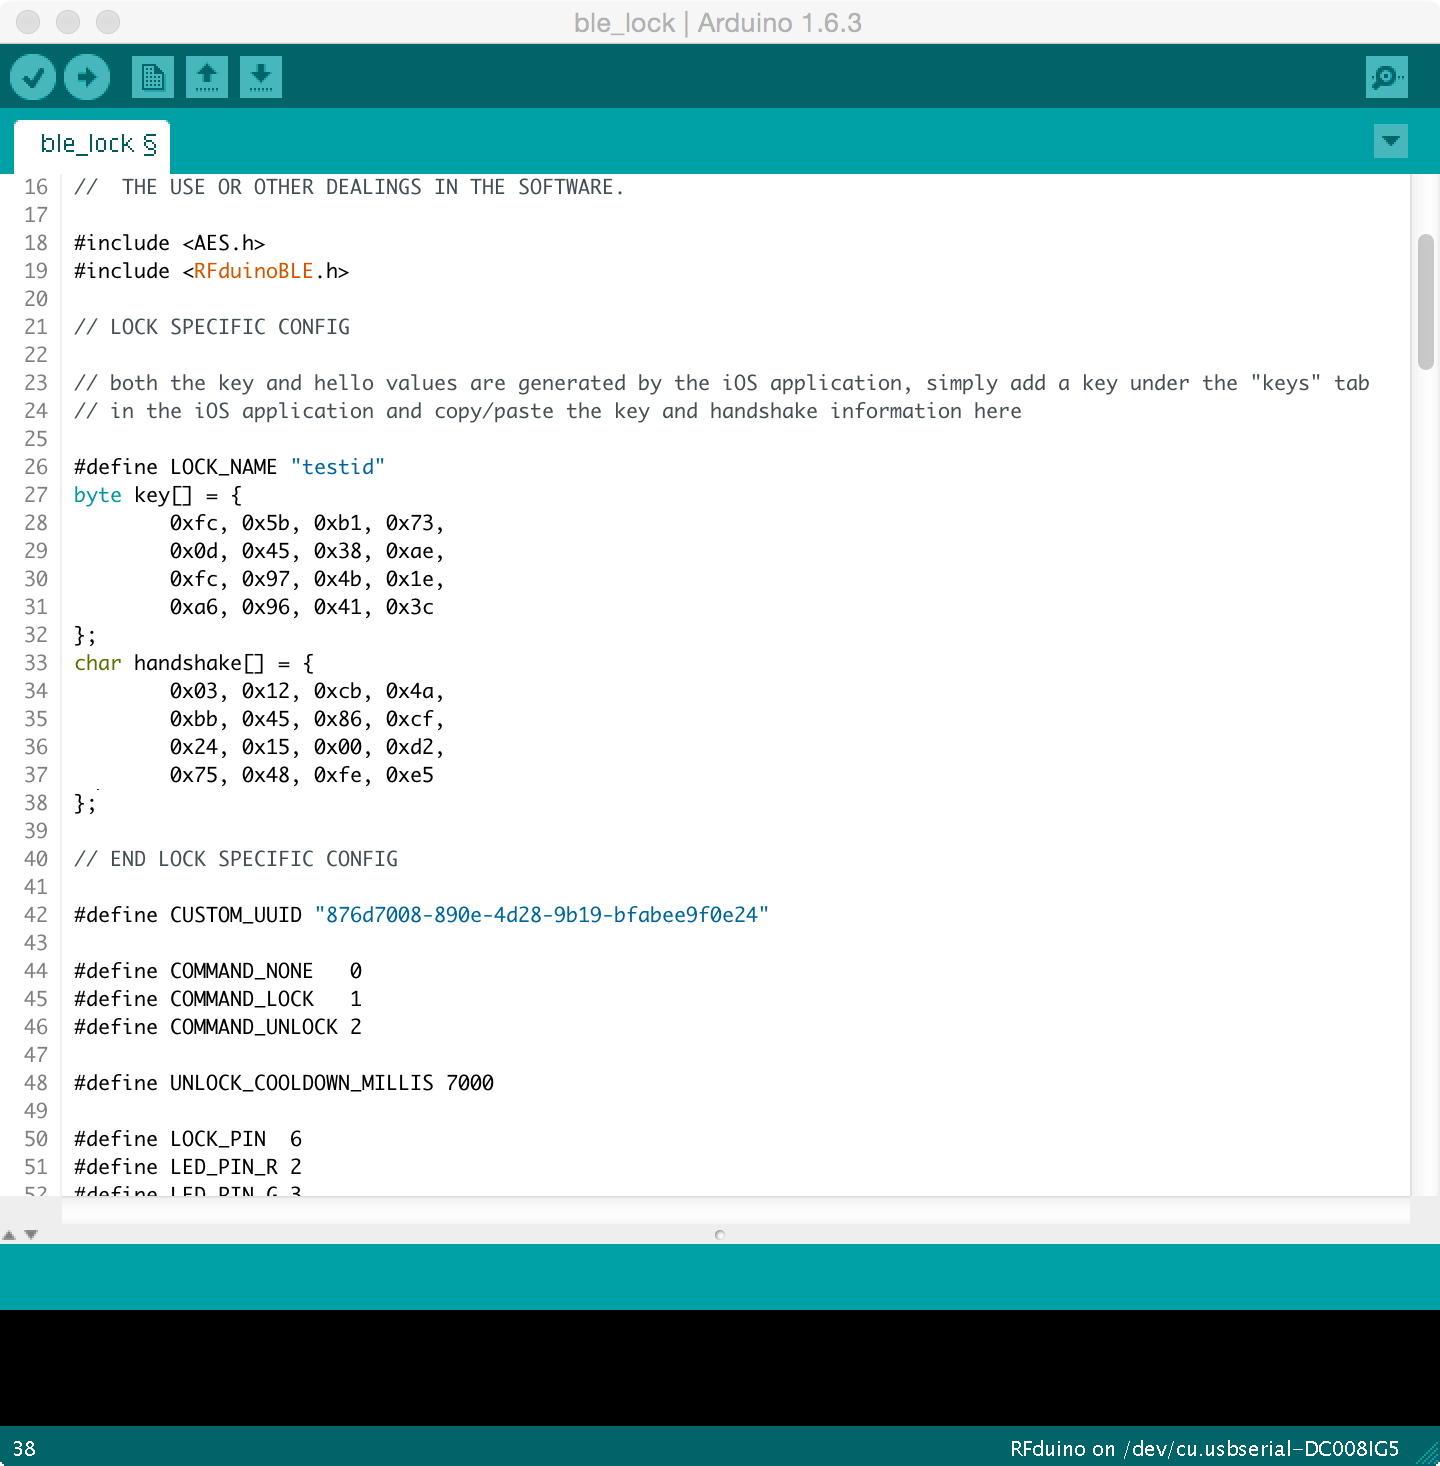 ble_lock | Arduino 1.6.3
ble_lock §
16 //  THE USE OR OTHER DEALINGS IN THE SOFTWARE.
17
18 #include <AES.h>
19 #include <RFduinoBLE.h>
20
21 // LOCK SPECIFIC CONFIG
22
23 // both the key and hello values are generated by the iOS application, simply add a key under the "keys" tab
24 // in the iOS application and copy/paste the key and handshake information here
25
26 #define LOCK_NAME "testid"
27 byte key[] = {
28         0xfc, 0x5b, 0xb1, 0x73,
29         0x0d, 0x45, 0x38, 0xae,
30         0xfc, 0x97, 0x4b, 0x1e,
31         0xa6, 0x96, 0x41, 0x3c
32 };
33 char handshake[] = {
34         0x03, 0x12, 0xcb, 0x4a,
35         0xbb, 0x45, 0x86, 0xcf,
36         0x24, 0x15, 0x00, 0xd2,
37         0x75, 0x48, 0xfe, 0xe5
38 };
39
40 // END LOCK SPECIFIC CONFIG
41
42 #define CUSTOM_UUID "876d7008-890e-4d28-9b19-bfabee9f0e24"
43
44 #define COMMAND_NONE   0
45 #define COMMAND_LOCK   1
46 #define COMMAND_UNLOCK 2
47
48 #define UNLOCK_COOLDOWN_MILLIS 7000
49
50 #define LOCK_PIN  6
51 #define LED_PIN_R 2
52 #define LED_PIN_G 3
38
RFduino on /dev/cu.usbserial-DC008IG5